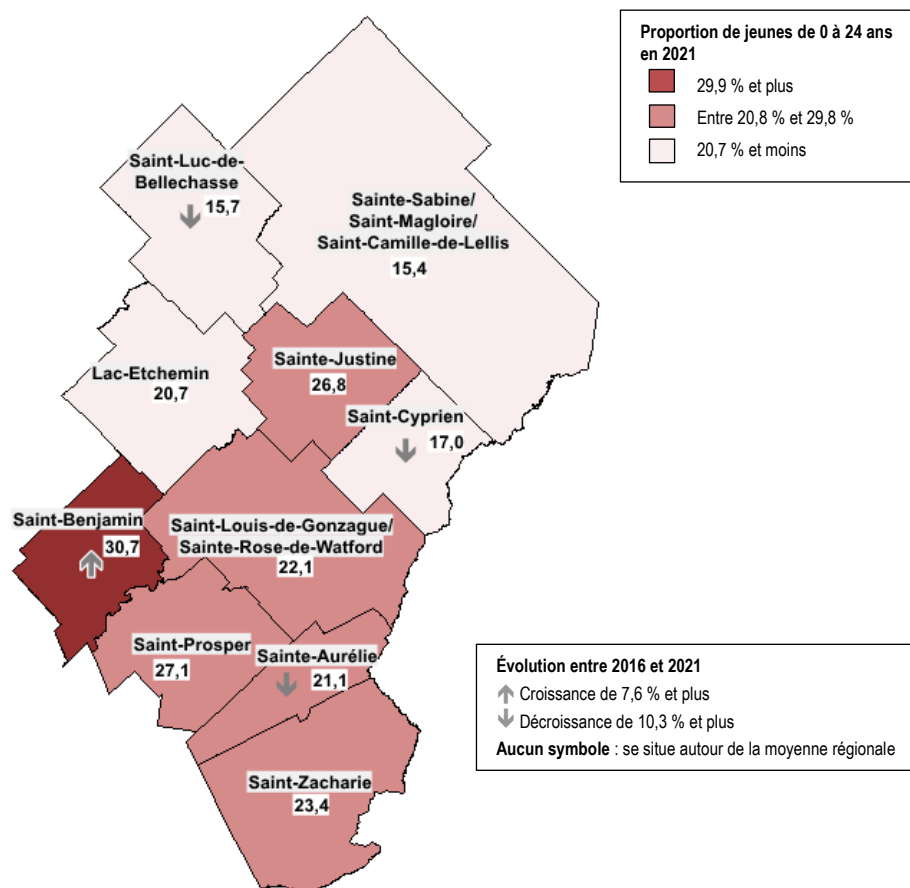 Proportion de jeunes de 0 à 24 ans
en 2021
29,9 % et plus
Entre 20,8 % et 29,8 %
20,7 % et moins
Saint-Luc-de-
Bellechasse
15,7
Sainte-Sabine/
Saint-Magloire/
Saint-Camille-de-Lellis
15,4
Lac-Etchemin
20,7
Sainte-Justine
26,8
Saint-Cyprien
17,0
Saint-Benjamin
30,7
Saint-Louis-de-Gonzague/
Sainte-Rose-de-Watford
22,1
Saint-Prosper
27,1
Sainte-Aurélie
21,1
Saint-Zacharie
23,4
Évolution entre 2016 et 2021
Croissance de 7,6 % et plus
Décroissance de 10,3 % et plus
Aucun symbole : se situe autour de la moyenne régionale